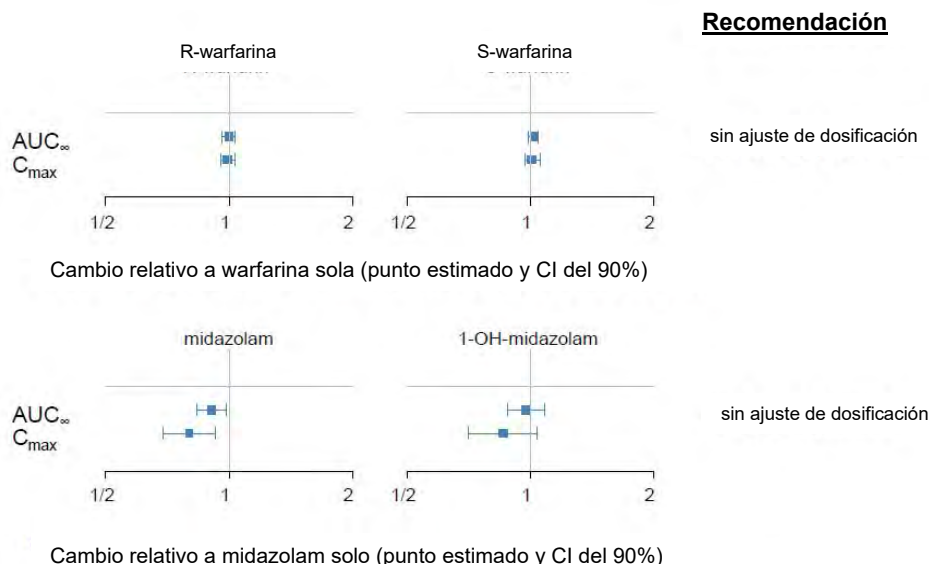 Recomendación
R-warfarina S-warfarina
AUC∞
Cmax
sin ajuste de dosificación
1/2 1 2 1/2 1 2
Cambio relativo a warfarina sola (punto estimado y CI del 90%)
midazolam 1-OH-midazolam
AUC∞
Cmax
sin ajuste de dosificación
1/2 1 2 1/2 1 2
Cambio relativo a midazolam solo (punto estimado y CI del 90%)